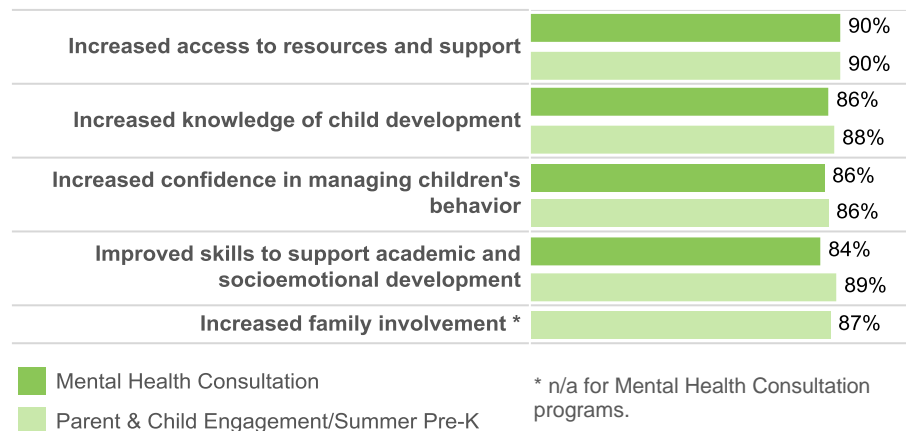 Increased access to resources and support
90%
90%
Increased knowledge of child development
86%
88%
Increased confidence in managing children's
behavior
86%
86%
Improved skills to support academic and
socioemotional development
84%
89%
Increased family involvement *
87%
Mental Health Consultation
Parent & Child Engagement/Summer Pre-K
* n/a for Mental Health Consultation
programs.